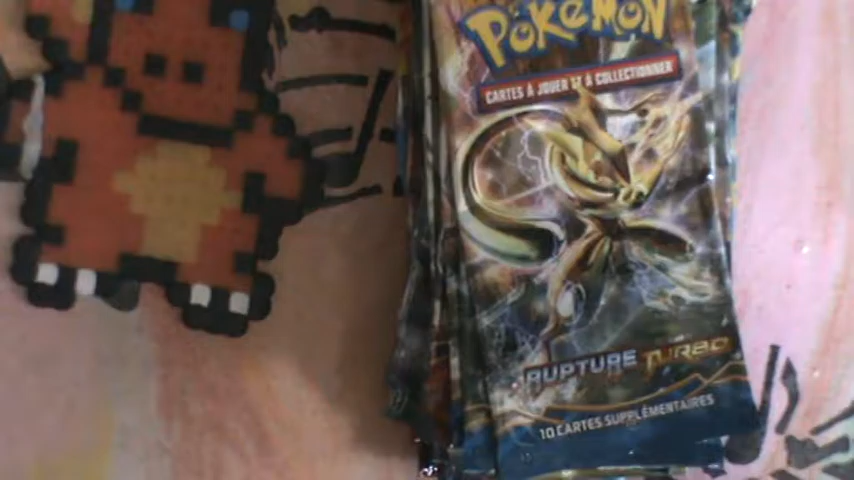 POKÉMON
CARTES À JOUER ET À COLLECTIONNER
RUPTURE TURBO
10 CARTES SUPPLÉMENTAIRES